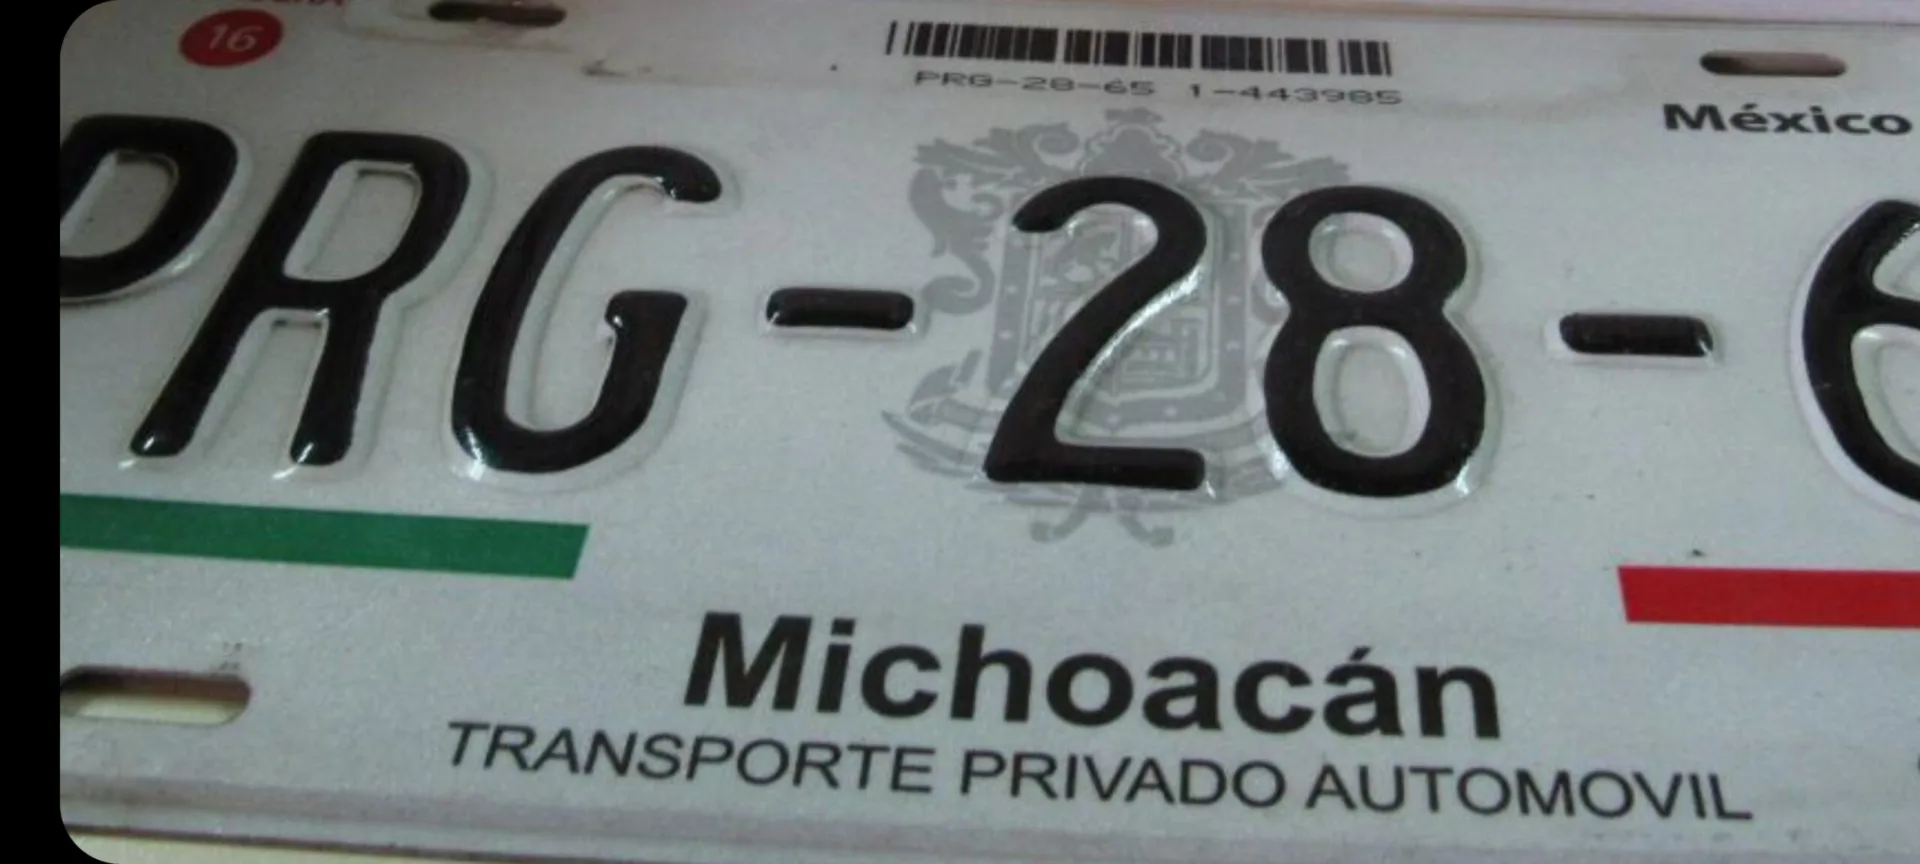 16
PRG-28-65 1-443985
México
PRG-28-6
Michoacán
TRANSPORTE PRIVADO AUTOMOVIL